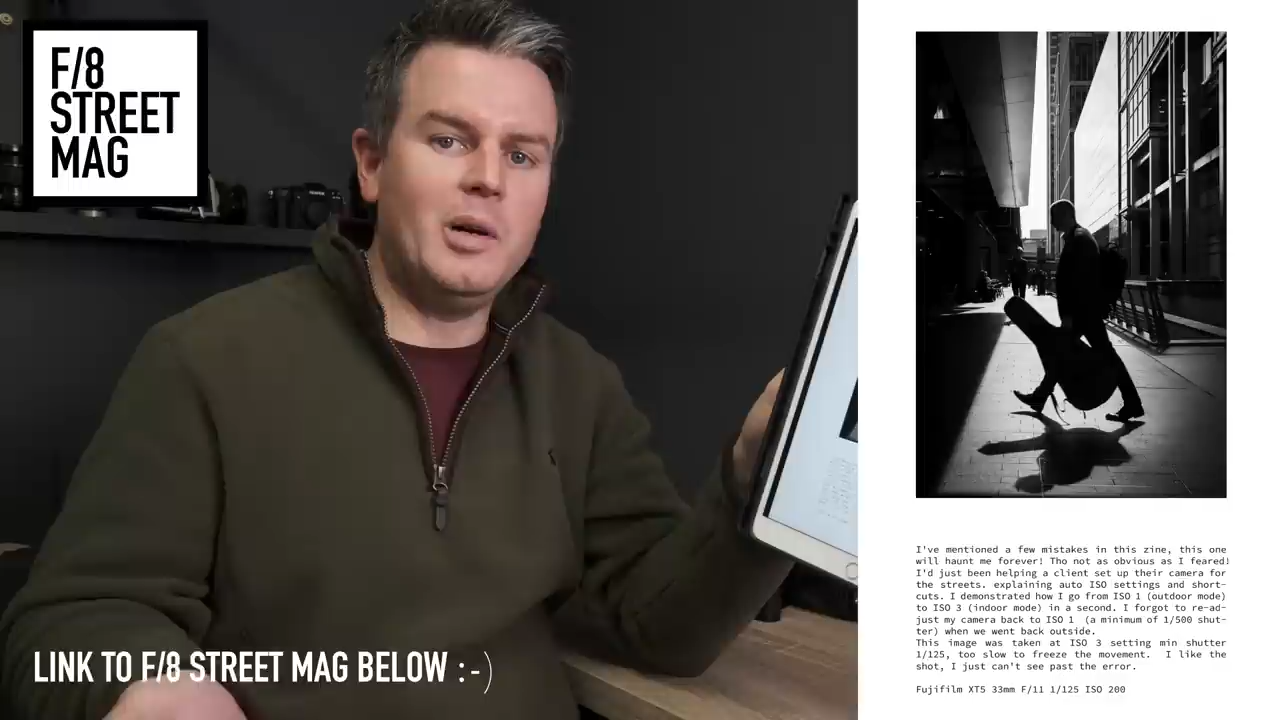 F/8
STREET
MAG
LINK TO F/8 STREET MAG BELOW :-)
I've mentioned a few mistakes in this zine, this one
will haunt me forever! Tho not as obvious as I feared!
I'd just been helping a client set up their camera for
the streets. explaining auto ISO settings and short-
cuts. I demonstrated how I go from ISO 1 (outdoor mode)
to ISO 3 (indoor mode) in a second. I forgot to re-ad-
just my camera back to ISO 1 (a minimum of 1/500 shut-
ter) when we went back outside.
This image was taken at ISO 3 setting min shutter
1/125, too slow to freeze the movement. I like the
shot, I just can't see past the error.
Fujifilm XT5 33mm F/11 1/125 ISO 200